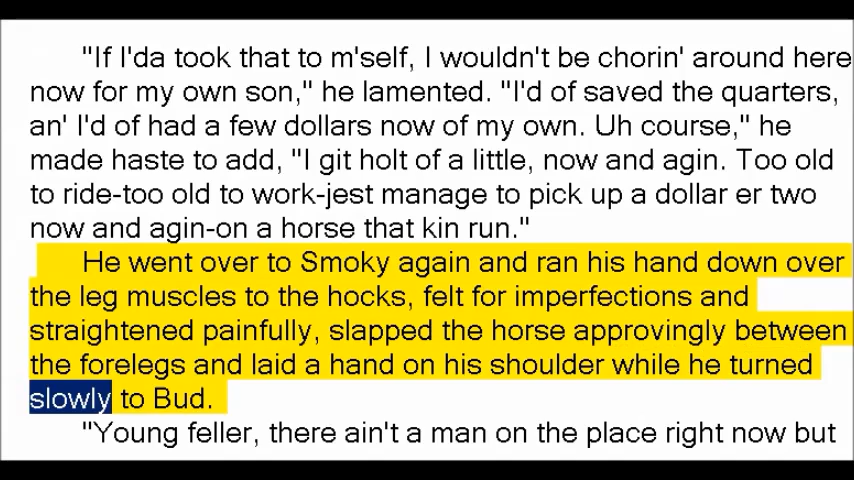 "If I'da took that to m'self, I wouldn't be chorin' around here
now for my own son," he lamented. "I'd of saved the quarters,
an' I'd of had a few dollars now of my own. Uh course," he
made haste to add, "I git holt of a little, now and agin. Too old
to ride-too old to work-jest manage to pick up a dollar er two
now and agin-on a horse that kin run."
He went over to Smoky again and ran his hand down over
the leg muscles to the hocks, felt for imperfections and
straightened painfully, slapped the horse approvingly between
the forelegs and laid a hand on his shoulder while he turned
slowly to Bud.
"Young feller, there ain't a man on the place right now but